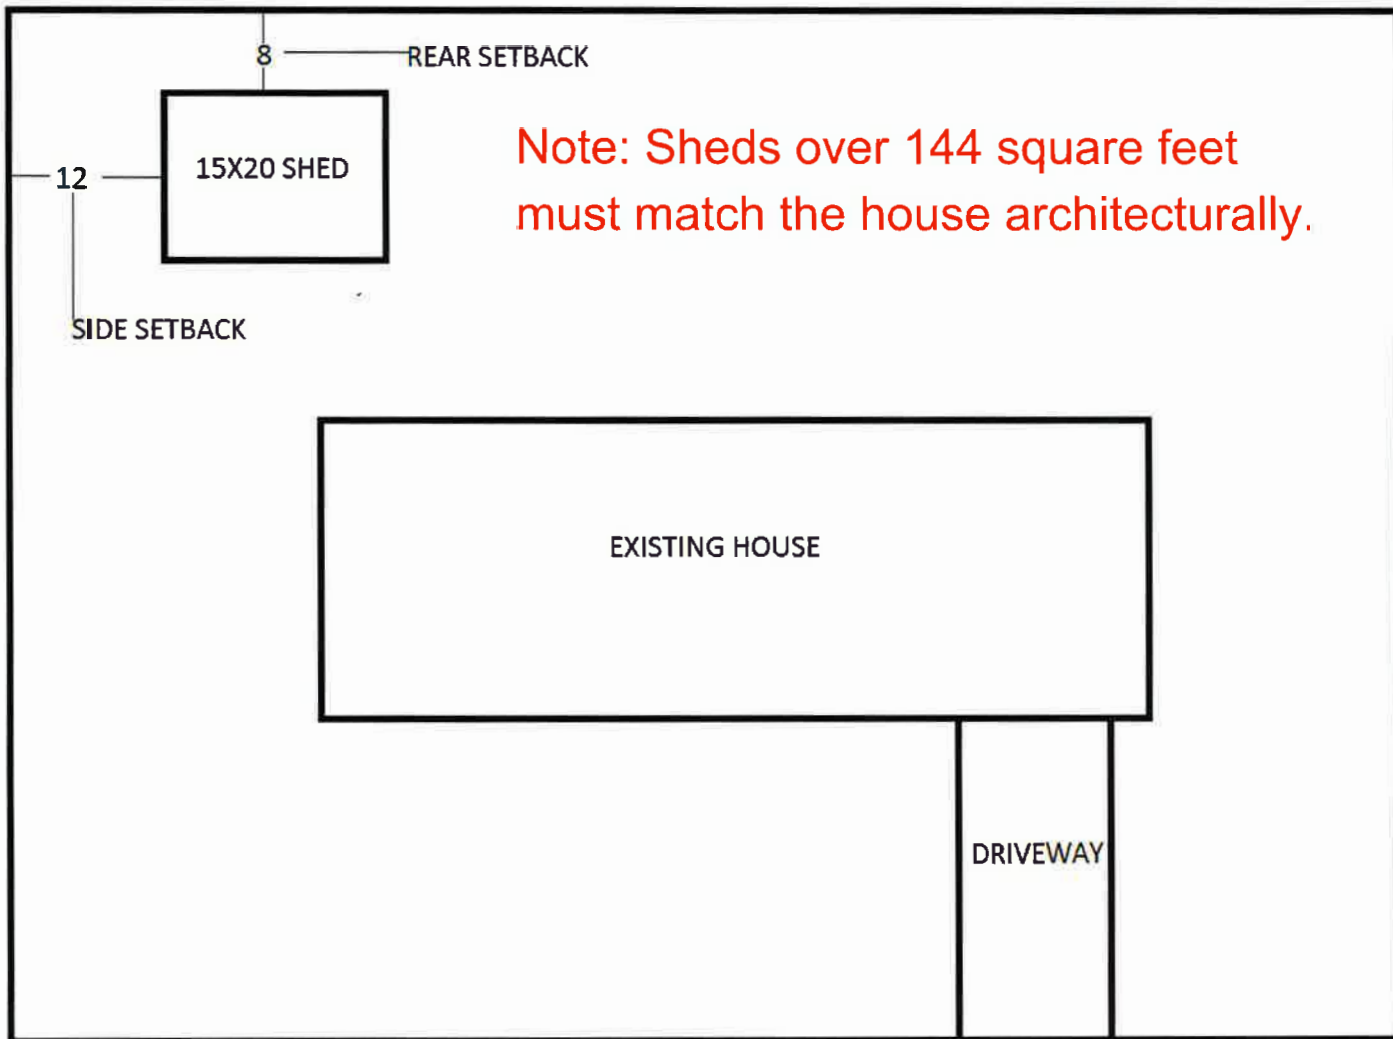 8
REAR SETBACK
Note: Sheds over 144 square feet
must match the house architecturally.
15X20 SHED
12
SIDE SETBACK
EXISTING HOUSE
DRIVEWAY